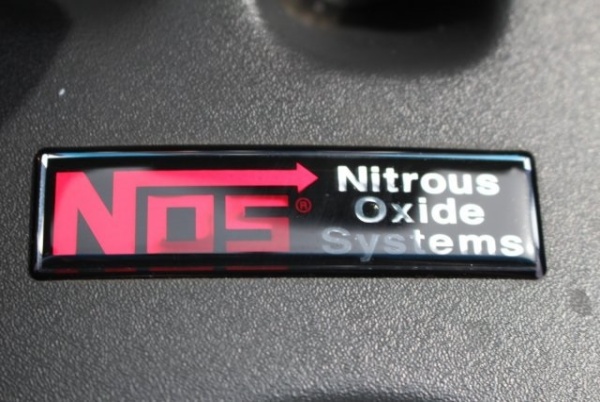 NOS®
Nitrous
Oxide
Systems